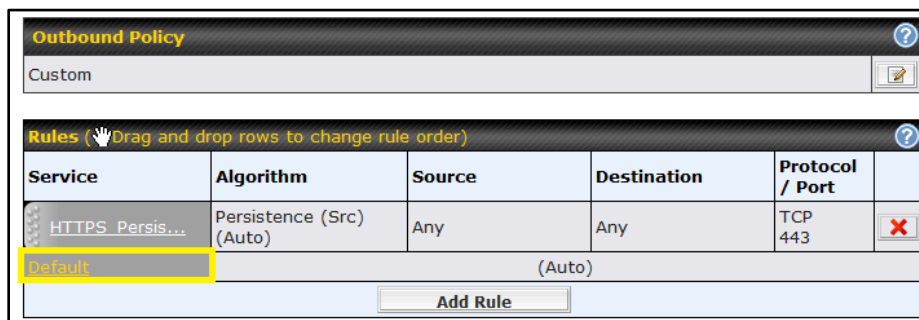 Outbound Policy
Custom
Rules (Drag and drop rows to change rule order)
Service Algorithm Source Destination Protocol / Port
HTTPS_Persis... Persistence (Src) (Auto) Any Any TCP 443
Default (Auto)
Add Rule